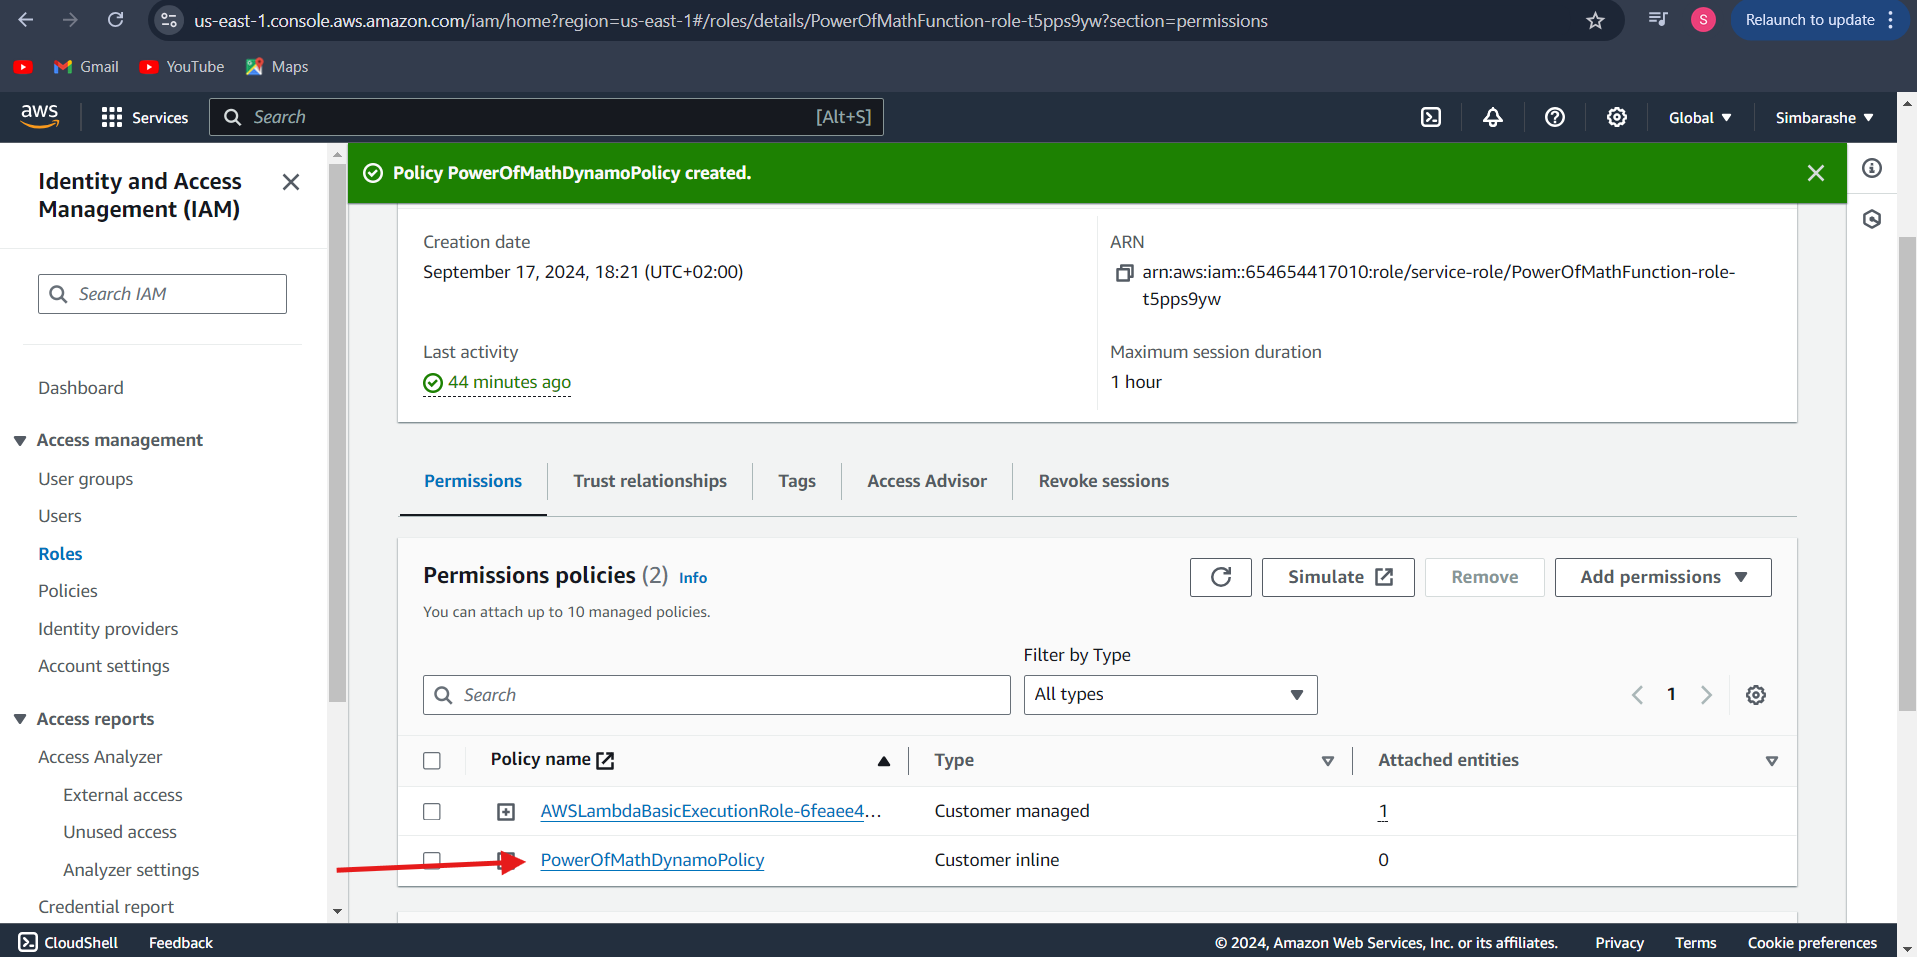 us-east-1.console.aws.amazon.com/iam/home?region=us-east-1#/roles/details/PowerOfMathFunction-role-t5pps9yw?section=permissions
S
Relaunch to update
Gmail
YouTube
Maps
aws
Services
Search
[Alt+S]
Global
Simbarashe
Identity and Access
Management (IAM)
Search IAM
Dashboard
Access management
User groups
Users
Roles
Policies
Identity providers
Account settings
Access reports
Access Analyzer
External access
Unused access
Analyzer settings
Credential report
Policy PowerOfMathDynamoPolicy created.
Creation date
September 17, 2024, 18:21 (UTC+02:00)
ARN
arn:aws:iam::654654417010:role/service-role/PowerOfMathFunction-role-
t5pps9yw
Last activity
44 minutes ago
Maximum session duration
1 hour
Permissions
Trust relationships
Tags
Access Advisor
Revoke sessions
Permissions policies (2) Info
You can attach up to 10 managed policies.
Simulate
Remove
Add permissions
Filter by Type
Search
All types
1
Policy name
Type
Attached entities
AWSLambdaBasicExecutionRole-6feaee4...
Customer managed
1
PowerOfMathDynamoPolicy
Customer inline
0
CloudShell
Feedback
© 2024, Amazon Web Services, Inc. or its affiliates.
Privacy
Terms
Cookie preferences